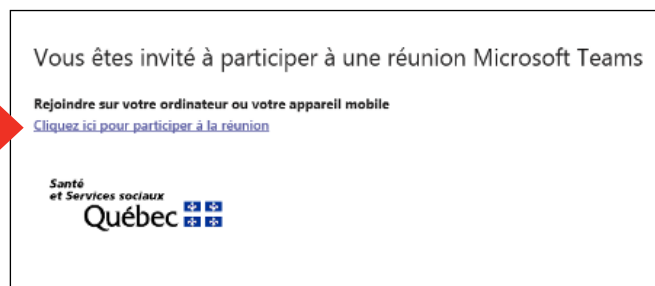 Vous êtes invité à participer à une réunion Microsoft Teams
Rejoindre sur votre ordinateur ou votre appareil mobile
Cliquez ici pour participer à la réunion
Santé
et Services sociaux
Québec